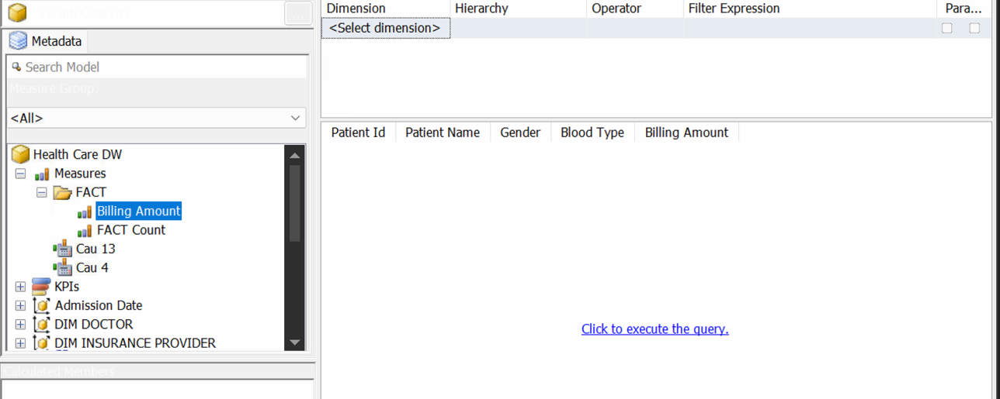 Health Care DW
...
Metadata
Search Model
Measure Group:
<All>
Health Care DW
Measures
FACT
Billing Amount
FACT Count
Cau 13
Cau 4
KPIs
Admission Date
DIM DOCTOR
DIM INSURANCE PROVIDER
Calculated Members
Dimension Hierarchy Operator Filter Expression Para...
<Select dimension>
Patient Id Patient Name Gender Blood Type Billing Amount
Click to execute the query.